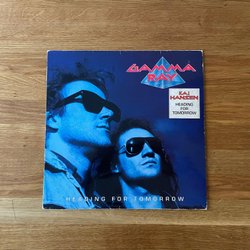 GAMMA
RAY
KAI
HANSEN
HEADING
FOR
TOMORROW
HEADING FOR TOMORROW